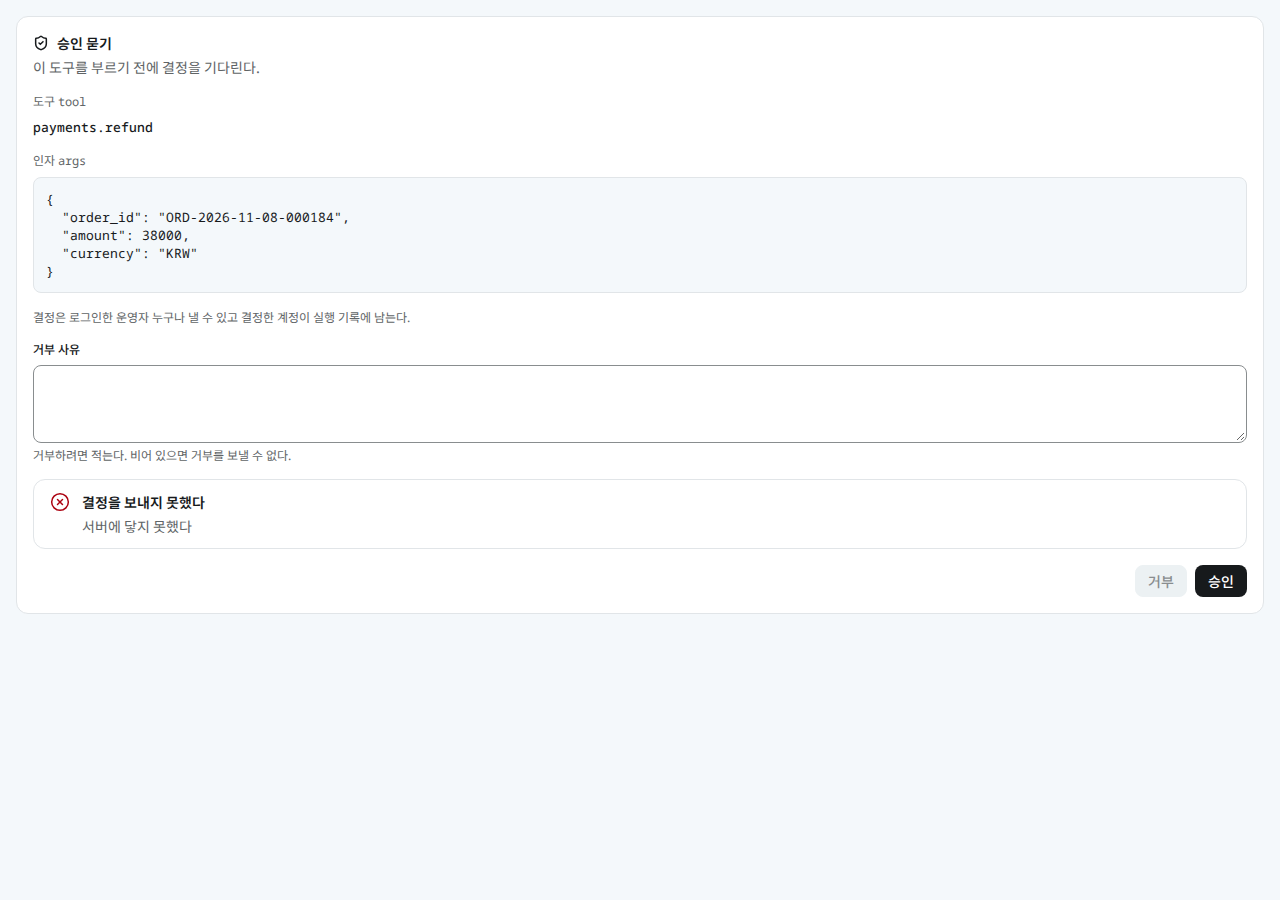 승인 묻기
이 도구를 부르기 전에 결정을 기다린다.
도구 tool
payments.refund
인자 args
{
  "order_id": "ORD-2026-11-08-000184",
  "amount": 38000,
  "currency": "KRW"
}
결정은 로그인한 운영자 누구나 낼 수 있고 결정한 계정이 실행 기록에 남는다.
거부 사유
거부하려면 적는다. 비어 있으면 거부를 보낼 수 없다.
결정을 보내지 못했다
서버에 닿지 못했다
거부 승인